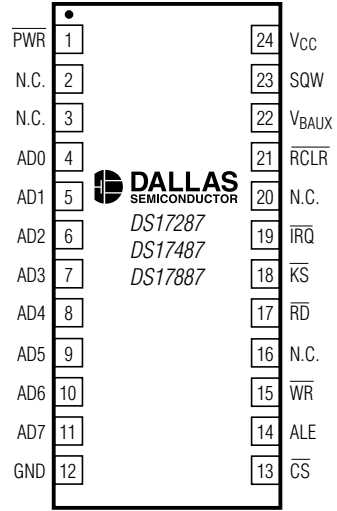 PWR 1 24 VCC
N.C. 2 23 SQW
N.C. 3 22 VBAUX
AD0 4 21 RCLR
AD1 5 DALLAS SEMICONDUCTOR 20 N.C.
AD2 6 DS17287 19 IRQ
DS17487
AD3 7 DS17887 18 KS
AD4 8 17 RD
AD5 9 16 N.C.
AD6 10 15 WR
AD7 11 14 ALE
GND 12 13 CS